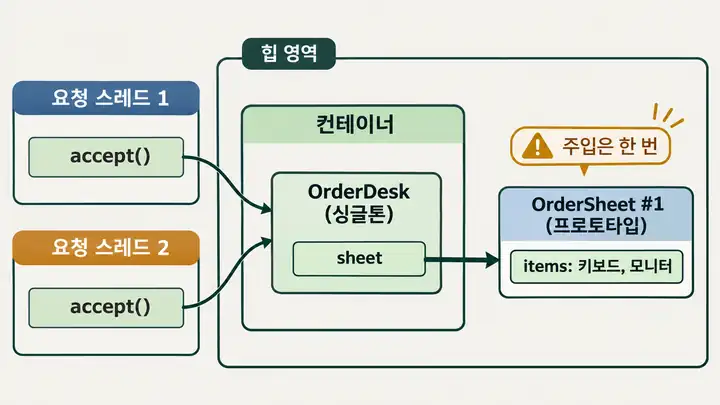 힙 영역
요청 스레드 1
accept()
요청 스레드 2
accept()
컨테이너
OrderDesk
(싱글톤)
sheet
주입은 한 번
OrderSheet #1
(프로토타입)
items: 키보드, 모니터